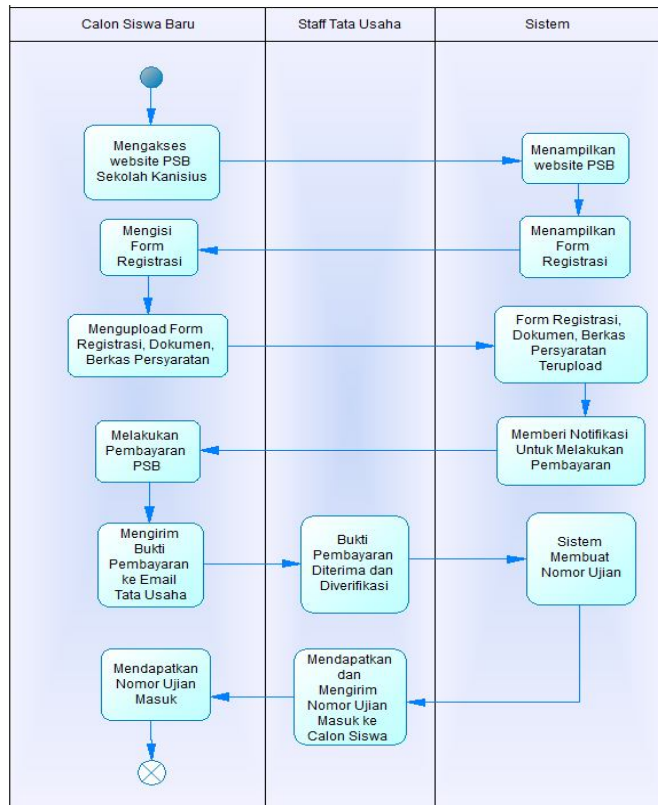 Calon Siswa Baru
Staff Tata Usaha
Sistem
Mengakses
website PSB
Sekolah Kanisius
Menampilkan
website PSB
Menampilkan
Form
Registrasi
Mengisi
Form
Registrasi
Mengupload Form
Registrasi, Dokumen,
Berkas Persyaratan
Form Registrasi,
Dokumen, Berkas
Persyaratan
Terupload
Memberi Notifikasi
Untuk Melakukan
Pembayaran
Melakukan
Pembayaran
PSB
Mengirim
Bukti
Pembayaran
ke Email
Tata Usaha
Bukti
Pembayaran
Diterima dan
Diverifikasi
Sistem
Membuat
Nomor Ujian
Mendapatkan
dan
Mengirim
Nomor Ujian
Masuk ke
Calon Siswa
Mendapatkan
Nomor Ujian
Masuk